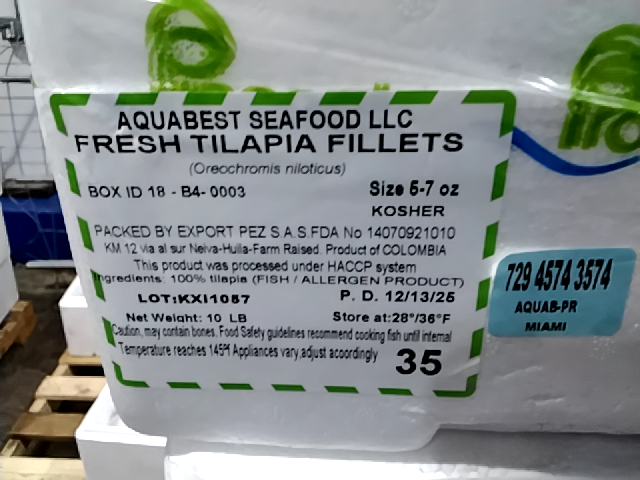 AQUABEST SEAFOOD LLC
FRESH TILAPIA FILLETS
(Oreochromis niloticus)
BOX ID 18 - B4- 0003
Size 5-7 oz
KOSHER
PACKED BY EXPORT PEZ S.A.S.FDA No 14070921010
KM 12 via al sur Neiva-Huila-Farm Raised. Product of COLOMBIA
This product was processed under HACCP system
Ingredients: 100% tilapia (FISH / ALLERGEN PRODUCT)
LOT:KXI1057 P. D. 12/13/25
Net Weight: 10 LB Store at:28°/36°F
Caution, may contain bones. Food Safety guidelines recommend cooking fish until internal
Temperature reaches 145°f Appliances vary,adjust acoordingly
35
729 4574 3574
AQUAB-PR
MIAMI